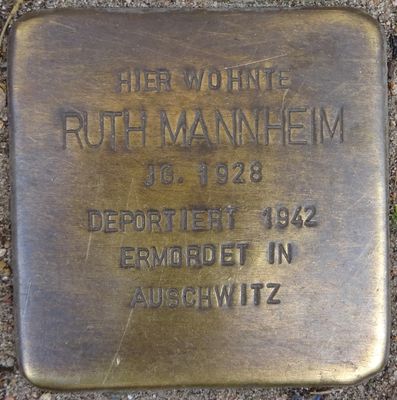 HIER WOHNTE
RUTH MANNHEIM
JG. 1928
DEPORTIERT 1942
ERMORDET IN
AUSCHWITZ